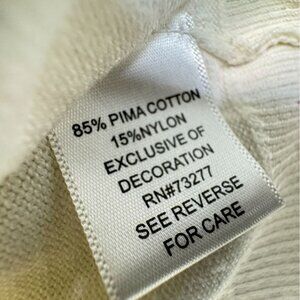 85% PIMA COTTON
15%NYLON
EXCLUSIVE OF
DECORATION
RN#73277
SEE REVERSE
FOR CARE